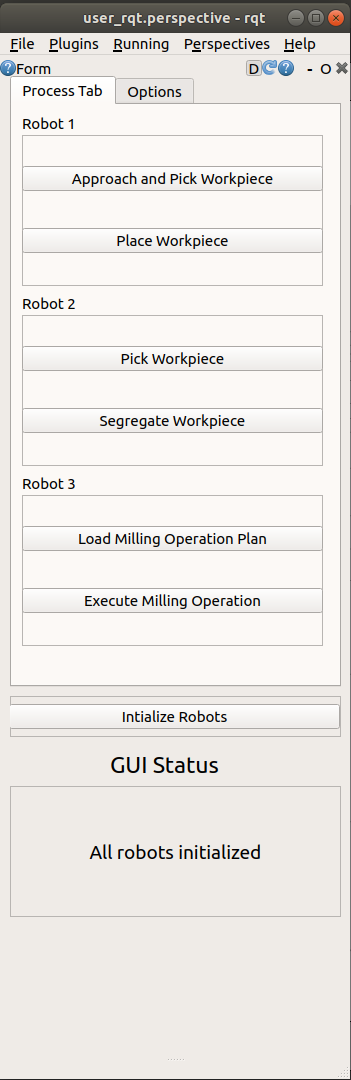 user_rqt.perspective - rqt
File Plugins Running Perspectives Help
?Form D ? - O
Process Tab Options
Robot 1
Approach and Pick Workpiece
Place Workpiece
Robot 2
Pick Workpiece
Segregate Workpiece
Robot 3
Load Milling Operation Plan
Execute Milling Operation
Intialize Robots
GUI Status
All robots initialized